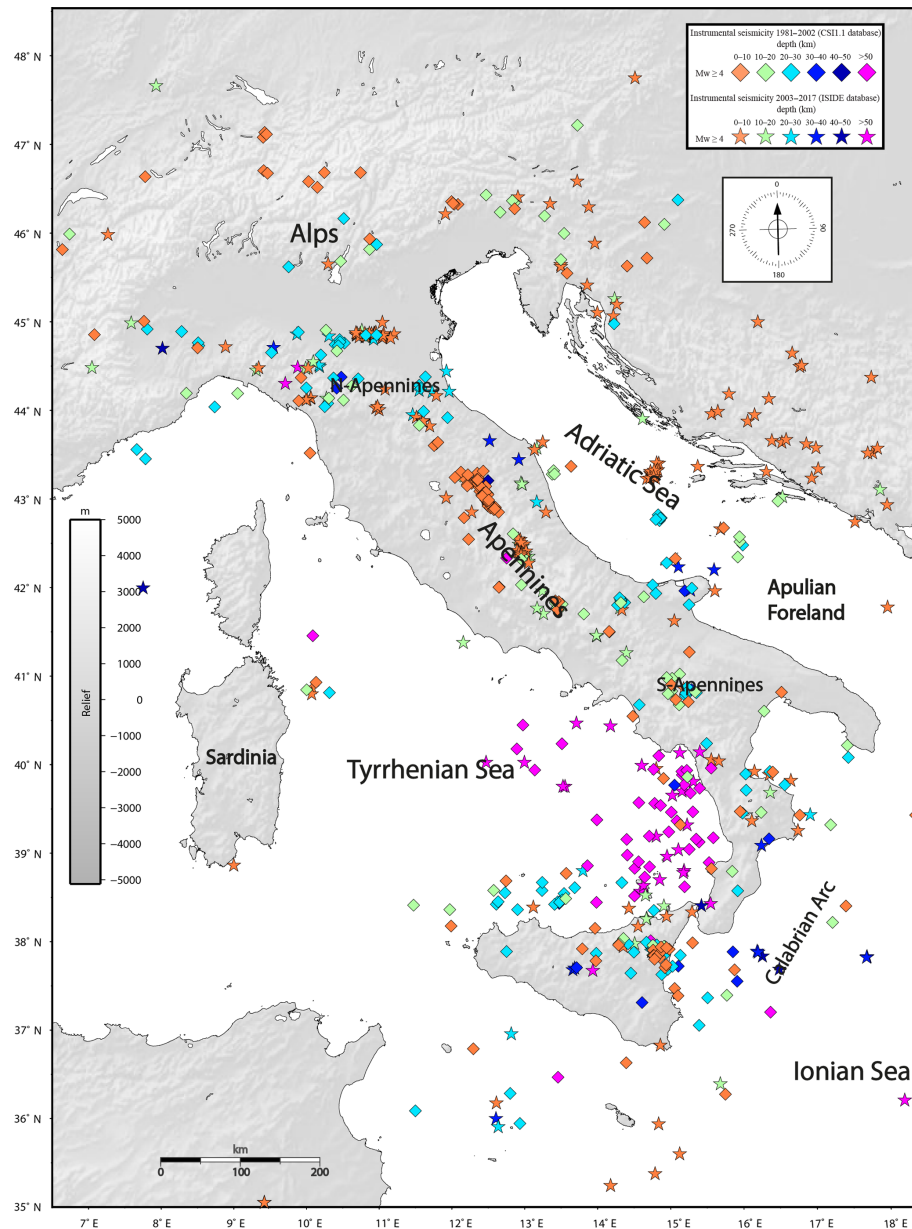 Instrumental seismicity 1981–2002 (CSI1.1 database)
depth (km)
0–10 10–20 20–30 30–40 40–50 >50
Mw ≥ 4
Instrumental seismicity 2003–2017 (ISIDE database)
depth (km)
0–10 10–20 20–30 30–40 40–50 >50
Mw ≥ 4
0
270
90
180
48° N
47° N
46° N
45° N
44° N
43° N
42° N
41° N
40° N
39° N
38° N
37° N
36° N
35° N
Alps
N-Apennines
Adriatic Sea
Apennines
Apulian
Foreland
S-Apennines
Sardinia
Tyrrhenian Sea
Calabrian Arc
Ionian Sea
m
5000
4000
3000
2000
1000
0
-1000
-2000
-3000
-4000
-5000
Relief
km
0 100 200
7° E 8° E 9° E 10° E 11° E 12° E 13° E 14° E 15° E 16° E 17° E 18° E